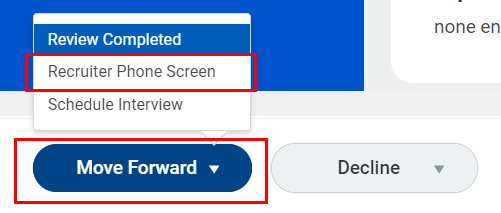 none en
Review Completed
Recruiter Phone Screen
Schedule Interview
Move Forward
Decline